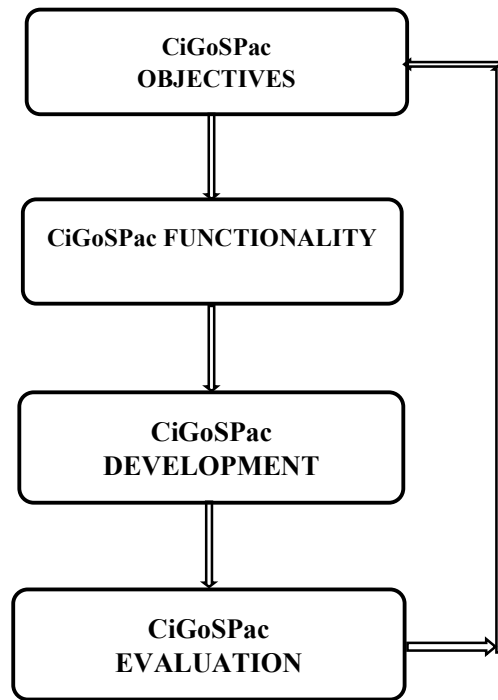 CiGoSPac
OBJECTIVES
CiGoSPac FUNCTIONALITY
CiGoSPac
DEVELOPMENT
CiGoSPac
EVALUATION